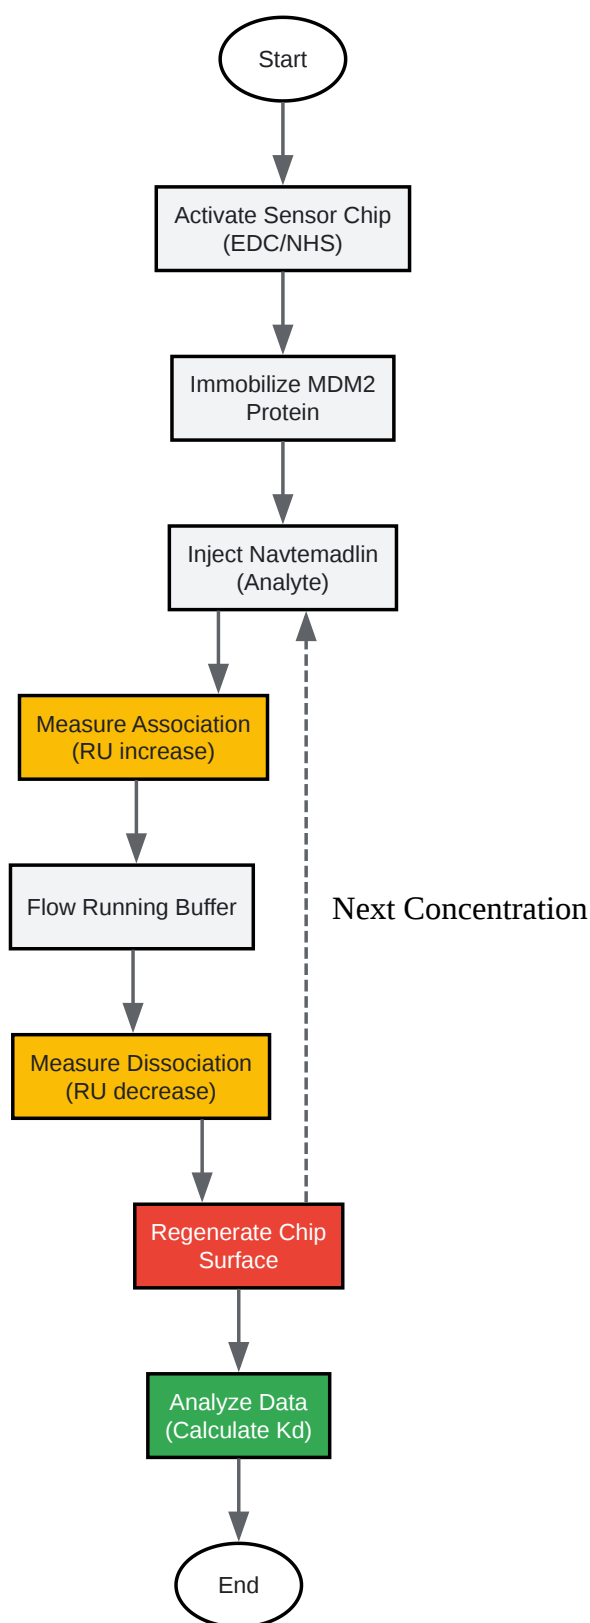 Start
Activate Sensor Chip
(EDC/NHS)
Immobilize MDM2
Protein
Inject Navtemadlin
(Analyte)
Measure Association
(RU increase)
Flow Running Buffer
Next Concentration
Measure Dissociation
(RU decrease)
Regenerate Chip
Surface
Analyze Data
(Calculate Kd)
End